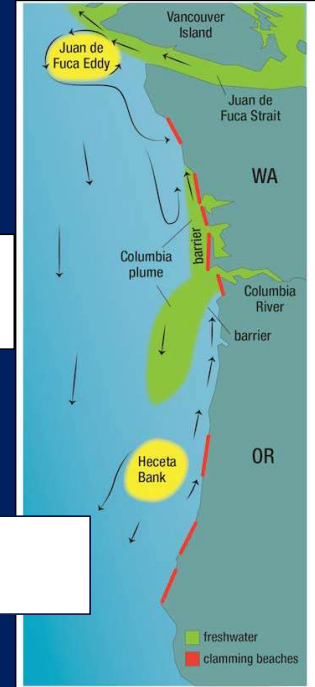 Vancouver
Island
Juan de
Fuca Eddy
Juan de
Fuca Strait
WA
Columbia
plume
barrier
Columbia
River
barrier
Heceta
Bank
OR
freshwater
clamming beaches